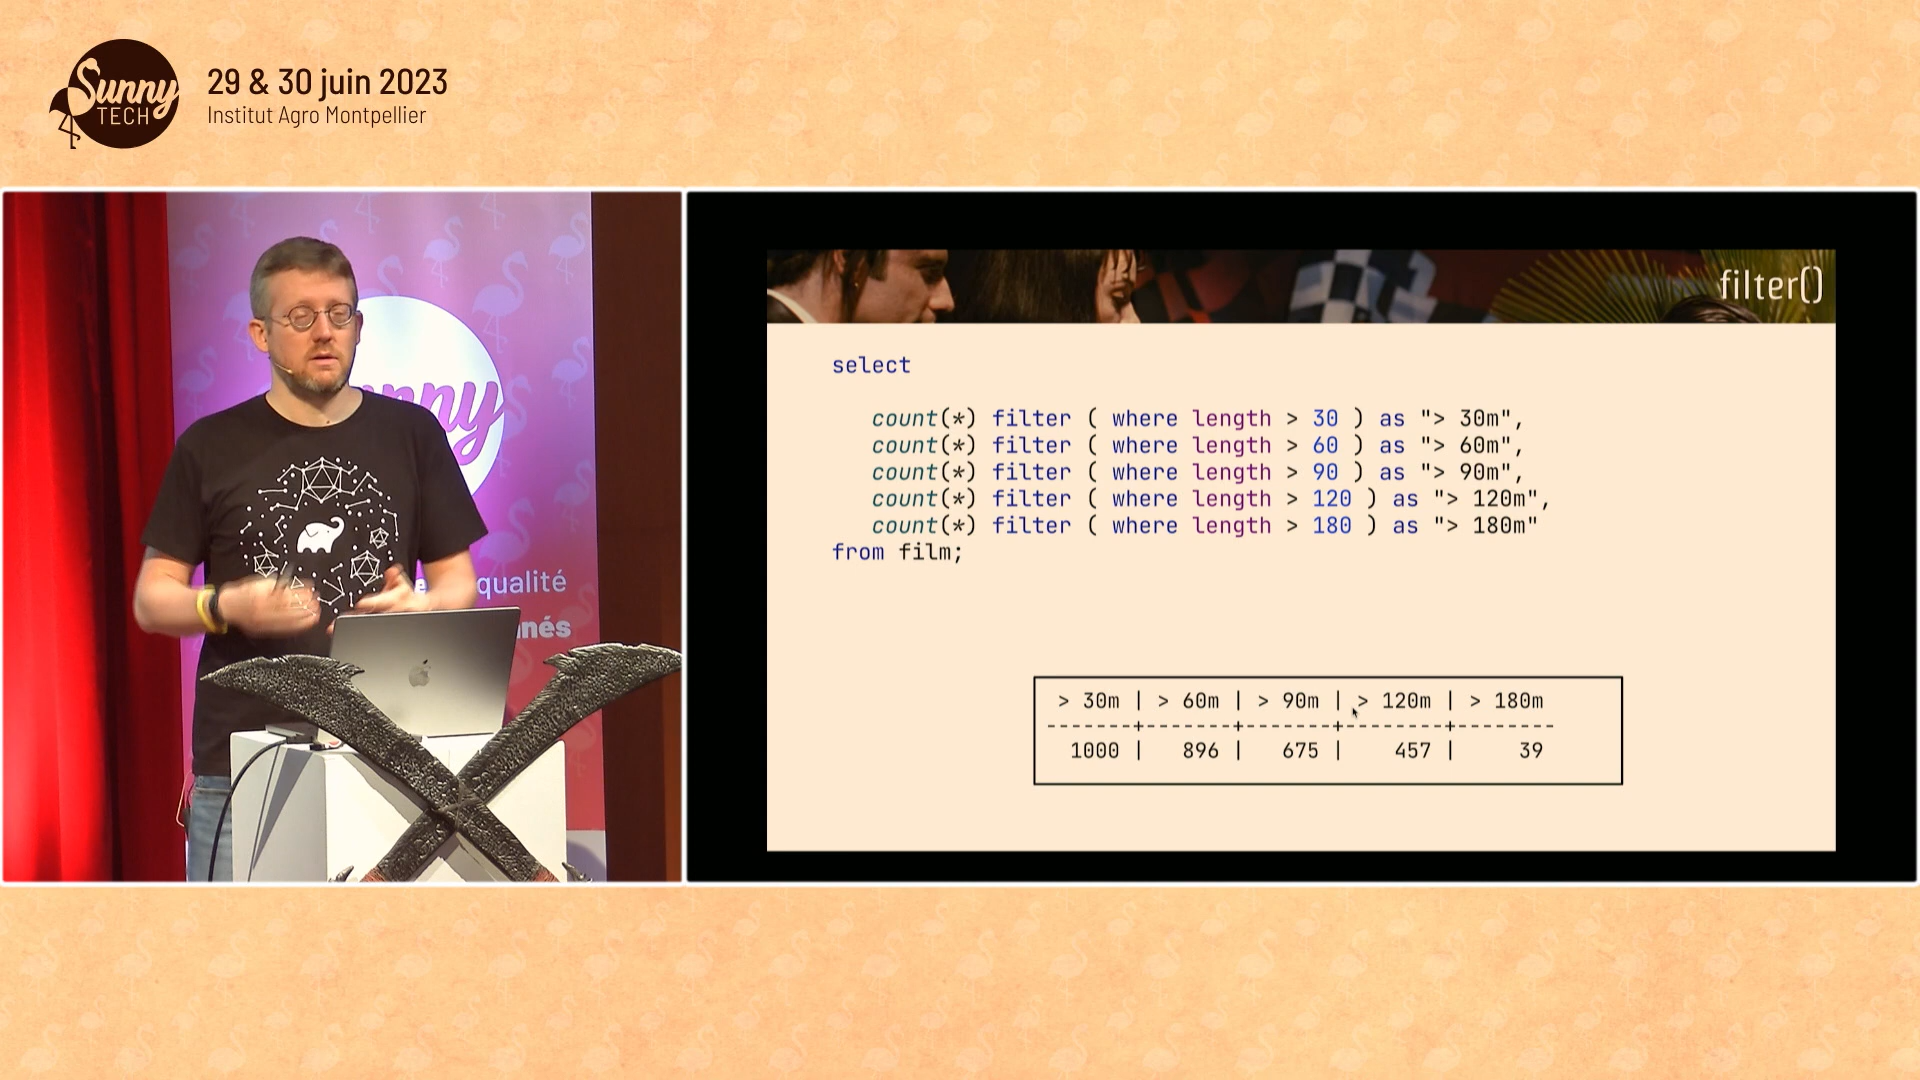 Sunny
TECH
29 & 30 juin 2023
Institut Agro Montpellier
nny
qualité
nés
filter()
select
count(*) filter ( where length > 30 ) as "> 30m",
count(*) filter ( where length > 60 ) as "> 60m",
count(*) filter ( where length > 90 ) as "> 90m",
count(*) filter ( where length > 120 ) as "> 120m",
count(*) filter ( where length > 180 ) as "> 180m"
from film;
> 30m | > 60m | > 90m | > 120m | > 180m
-------+-------+-------+--------+--------
1000 | 896 | 675 | 457 | 39